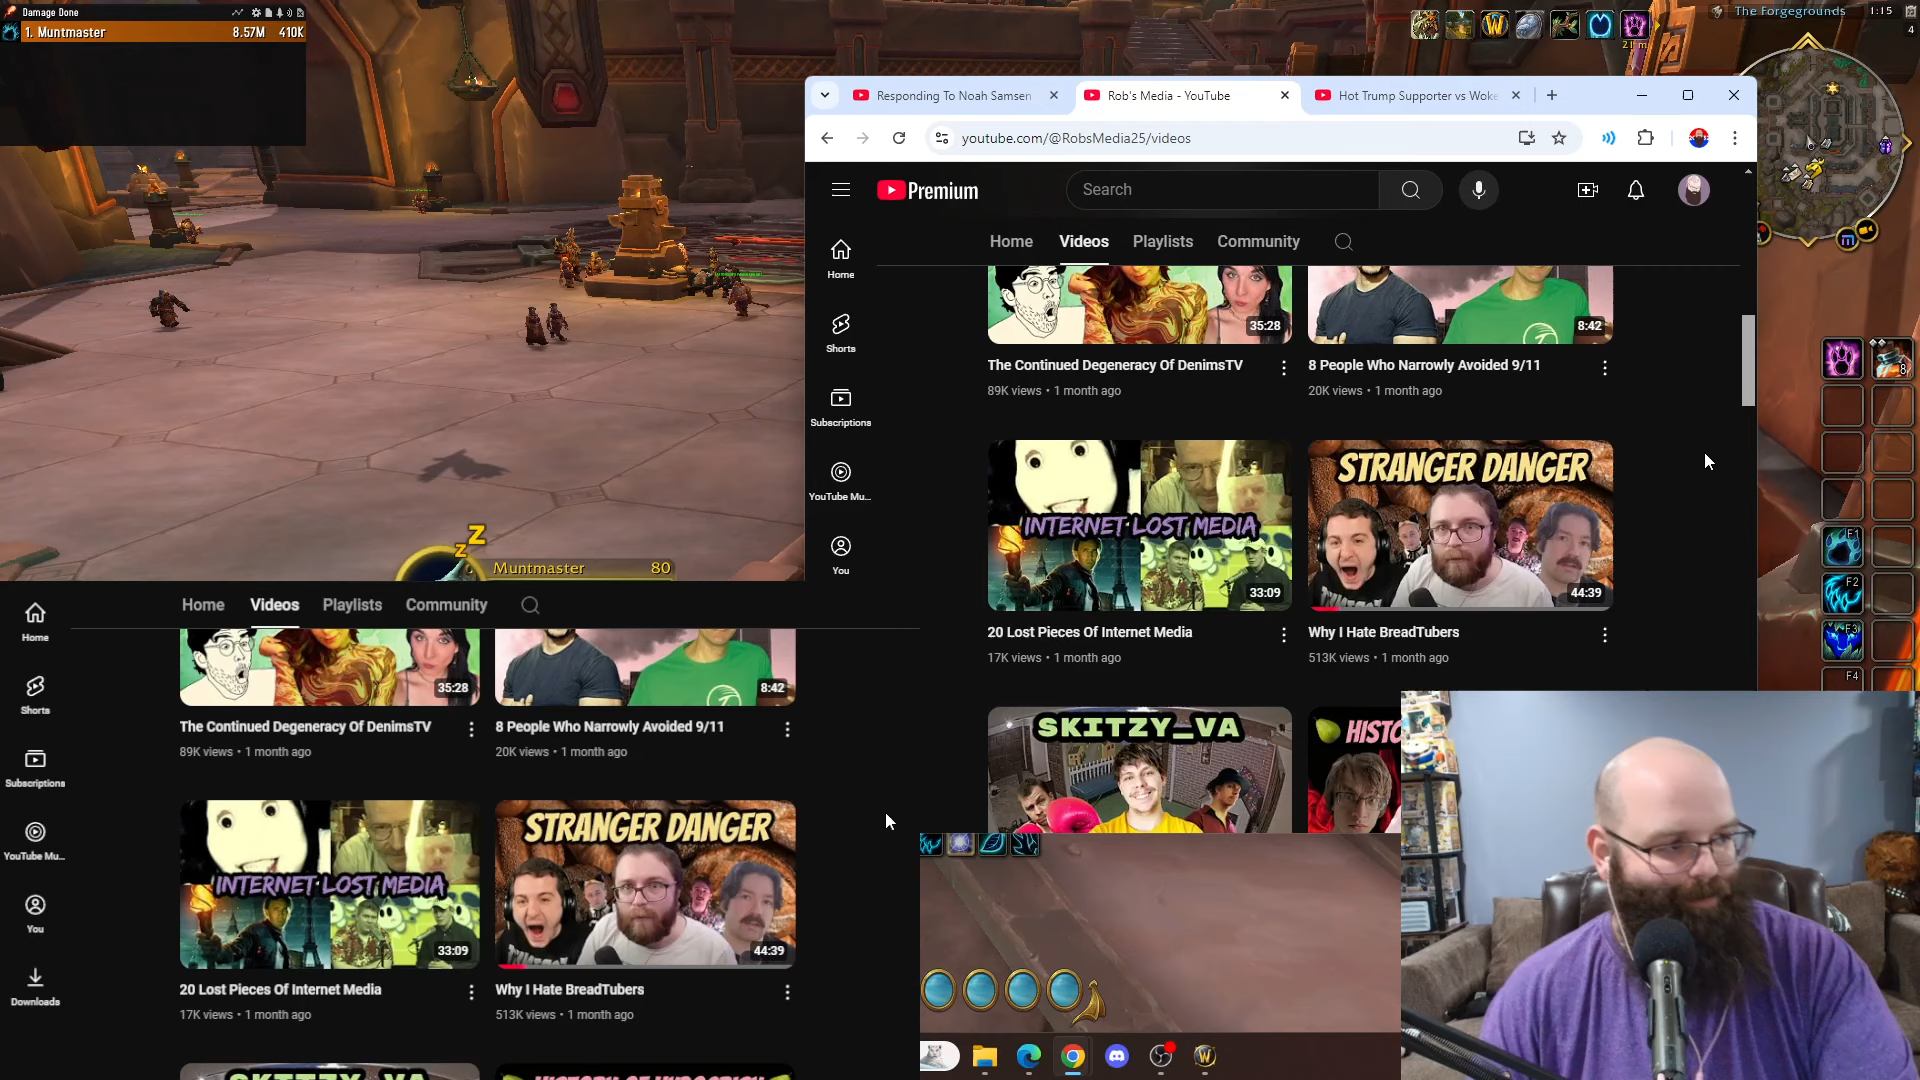 Damage Done
1. Muntmaster 8.57M 410K
The Forgegrounds 1:15
4
Responding To Noah Samsen
Rob's Media - YouTube
Hot Trump Supporter vs Woke
youtube.com/@RobsMedia25/videos
Premium
Search
Home Videos Playlists Community
Home
Shorts
Subscriptions
YouTube Mu...
You
35:28
8:42
The Continued Degeneracy Of DenimsTV
89K views • 1 month ago
8 People Who Narrowly Avoided 9/11
20K views • 1 month ago
INTERNET LOST MEDIA
33:09
STRANGER DANGER
44:39
20 Lost Pieces Of Internet Media
17K views • 1 month ago
Why I Hate BreadTubers
513K views • 1 month ago
SKITZY_VA
HISTO
8
F1
F2
F3
F4
z
z
Muntmaster 80
Home Videos Playlists Community
Home
Shorts
Subscriptions
YouTube Mu...
You
Downloads
35:28
8:42
The Continued Degeneracy Of DenimsTV
89K views • 1 month ago
8 People Who Narrowly Avoided 9/11
20K views • 1 month ago
INTERNET LOST MEDIA
33:09
STRANGER DANGER
44:39
20 Lost Pieces Of Internet Media
17K views • 1 month ago
Why I Hate BreadTubers
513K views • 1 month ago
SKITZY_VA